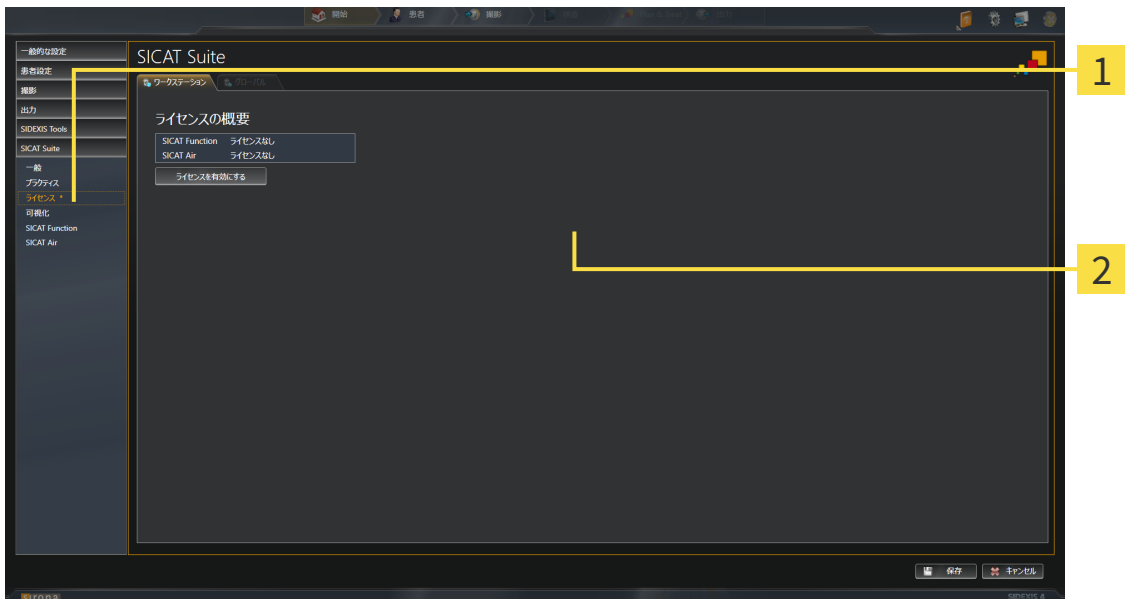 開始
患者
撮影
一般的な設定
患者設定
撮影
出力
SIDEXIS Tools
SICAT Suite
一般
プラクティス
ライセンス *
可視化
SICAT Function
SICAT Air
SICAT Suite
ワークステーション
グローバル
ライセンスの概要
SICAT Function ライセンスなし
SICAT Air ライセンスなし
ライセンスを有効にする
1
2
保存
キャンセル
sirona
SIDEXIS 4